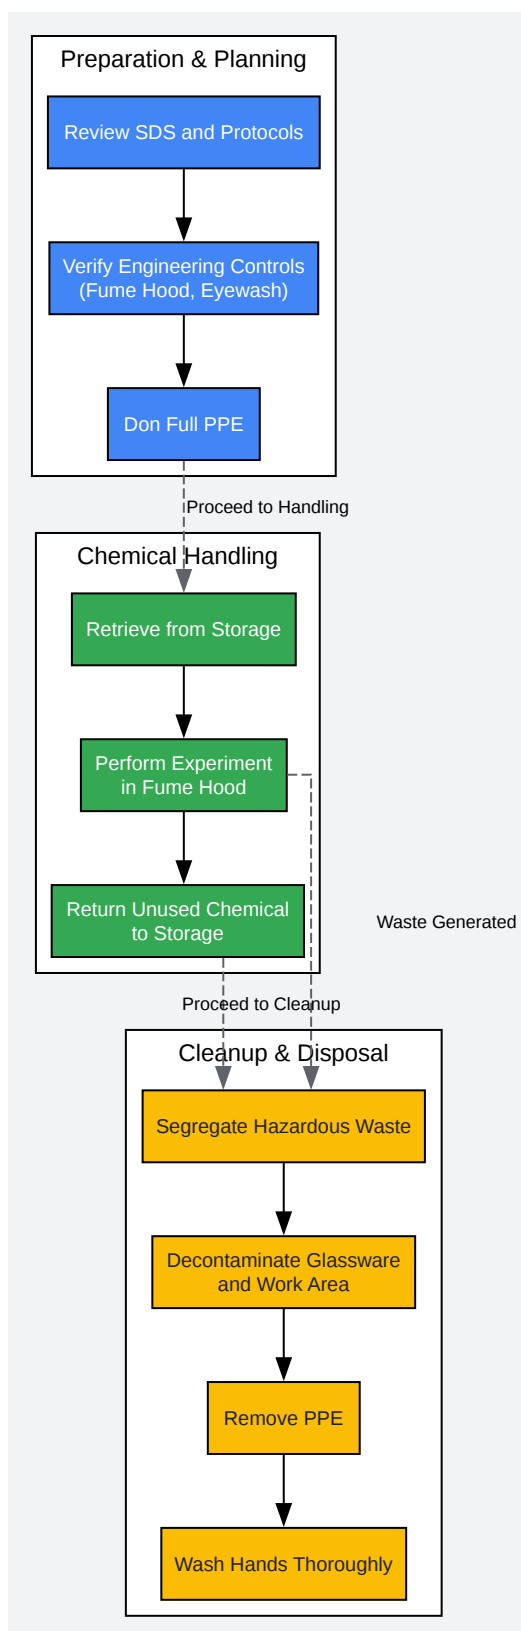 Preparation & Planning
Review SDS and Protocols
Verify Engineering Controls
(Fume Hood, Eyewash)
Don Full PPE
Proceed to Handling
Chemical Handling
Retrieve from Storage
Perform Experiment
in Fume Hood
Return Unused Chemical
to Storage
Waste Generated
Proceed to Cleanup
Cleanup & Disposal
Segregate Hazardous Waste
Decontaminate Glassware
and Work Area
Remove PPE
Wash Hands Thoroughly